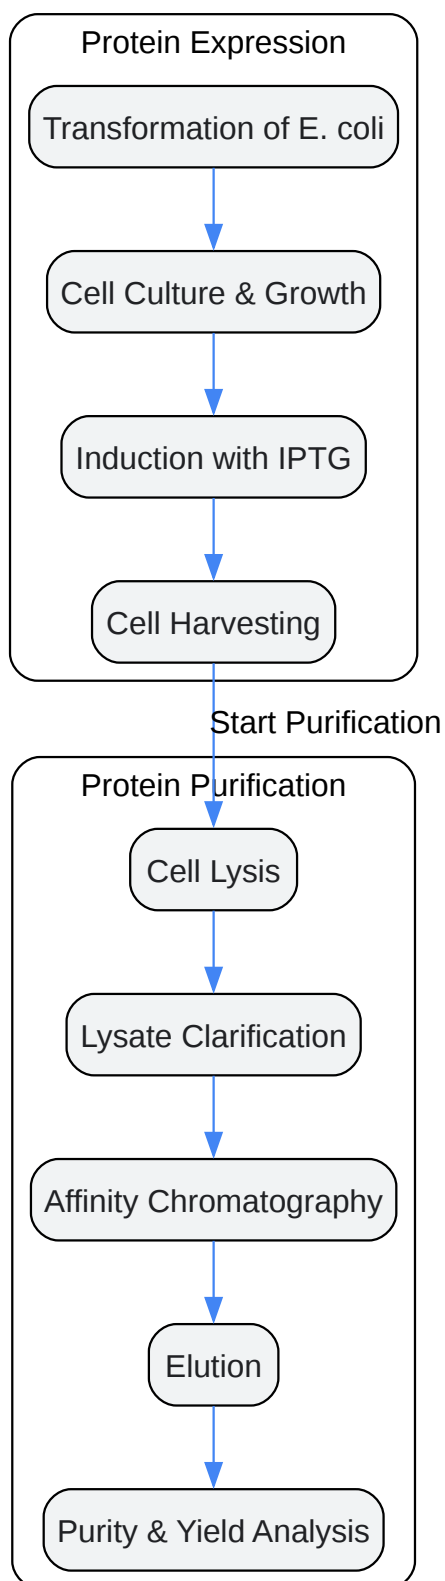 Protein Expression
Transformation of E. coli
Cell Culture & Growth
Induction with IPTG
Cell Harvesting
Start Purification
Protein Purification
Cell Lysis
Lysate Clarification
Affinity Chromatography
Elution
Purity & Yield Analysis